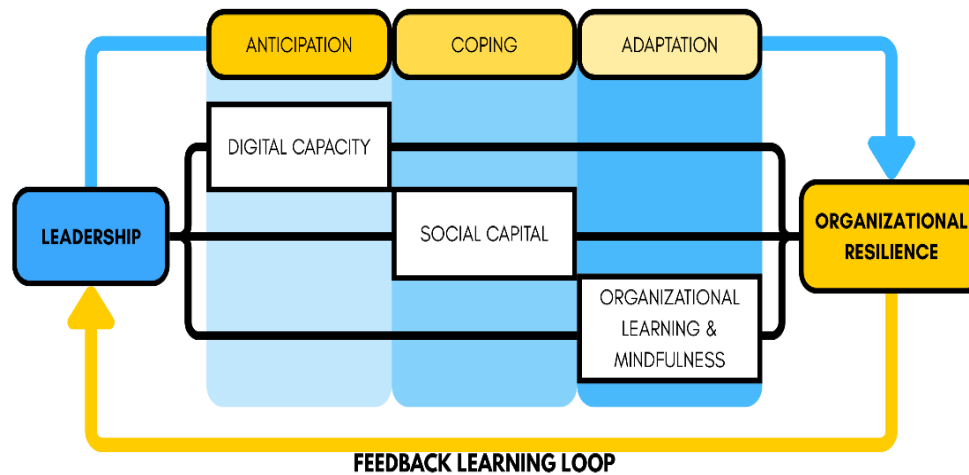 ANTICIPATION
COPING
ADAPTATION
DIGITAL CAPACITY
LEADERSHIP
SOCIAL CAPITAL
ORGANIZATIONAL
RESILIENCE
ORGANIZATIONAL
LEARNING &
MINDFULNESS
FEEDBACK LEARNING LOOP